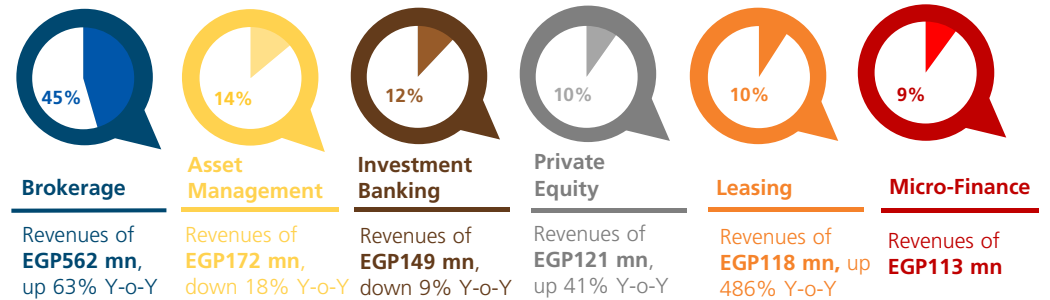 45%
14%
12%
10%
10%
9%
Brokerage
Revenues of
EGP562 mn,
up 63% Y-o-Y
Asset
Management
Revenues of
EGP172 mn,
down 18% Y-o-Y
Investment
Banking
Revenues of
EGP149 mn,
down 9% Y-o-Y
Private
Equity
Revenues of
EGP121 mn,
up 41% Y-o-Y
Leasing
Revenues of
EGP118 mn, up
486% Y-o-Y
Micro-Finance
Revenues of
EGP113 mn